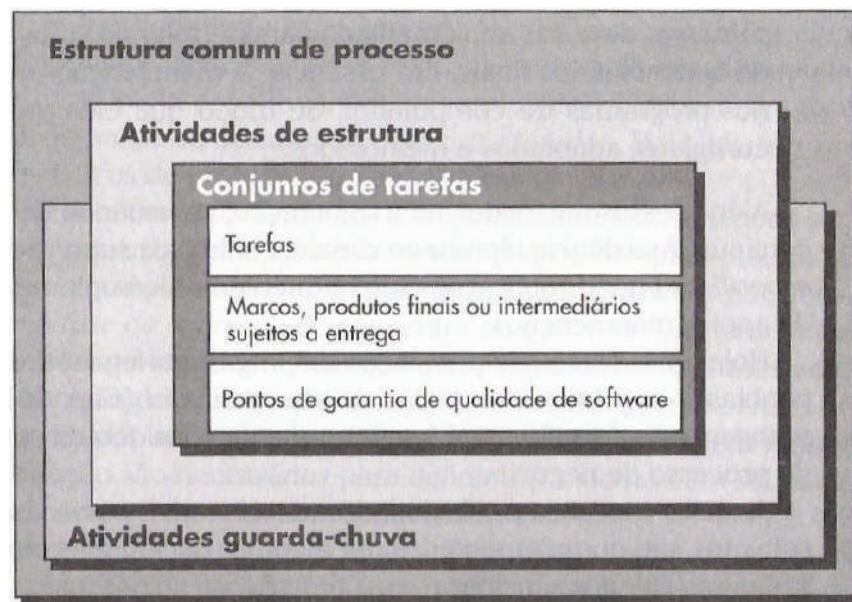 Estrutura comum de processo
Atividades de estrutura
Conjuntos de tarefas
Tarefas
Marcos, produtos finais ou intermediários
sujeitos a entrega
Pontos de garantia de qualidade de software
Atividades guarda-chuva